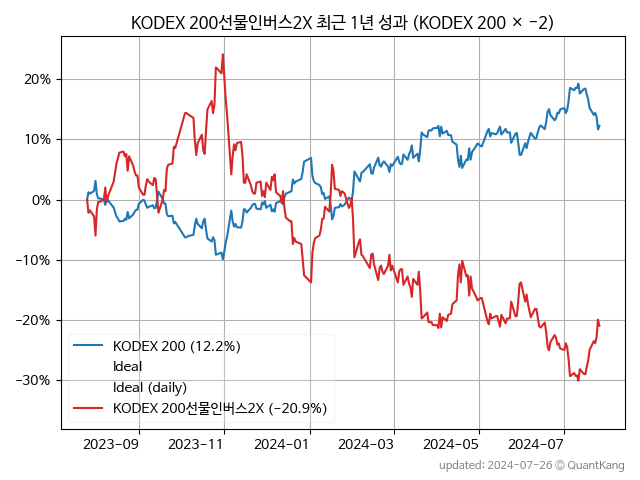 KODEX 200선물인버스2X 최근 1년 성과 (KODEX 200 × −2)
20%
10%
0%
−10%
−20%
−30%
KODEX 200 (12.2%)
Ideal
Ideal (daily)
KODEX 200선물인버스2X (−20.9%)
2023-09 2023-11 2024-01 2024-03 2024-05 2024-07
updated: 2024-07-26 © QuantKang